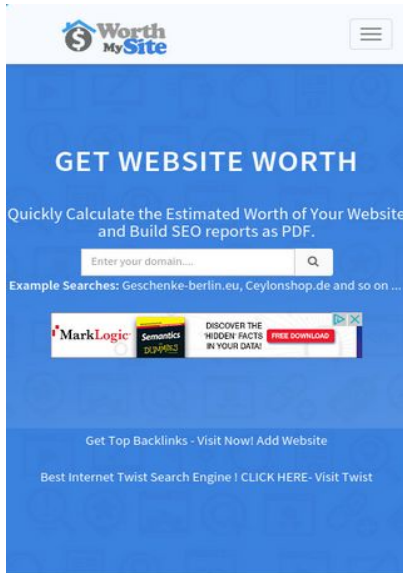 Worth
MySite
GET WEBSITE WORTH
Quickly Calculate the Estimated Worth of Your Website
and Build SEO reports as PDF.
Enter your domain....
Example Searches: Geschenke-berlin.eu, Ceylonshop.de and so on ...
MarkLogic
Semantics
DUMMIES
DISCOVER THE
'HIDDEN' FACTS
IN YOUR DATA!
FREE DOWNLOAD
Get Top Backlinks - Visit Now! Add Website
Best Internet Twist Search Engine ! CLICK HERE- Visit Twist